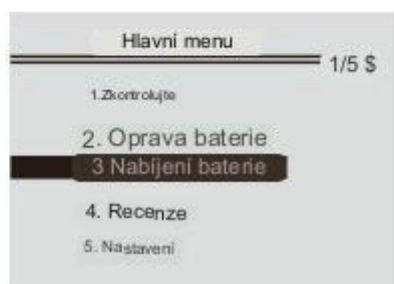 Hlavní menu
1/5 $
1.Zkontrolujte
2. Oprava baterie
3 Nabíjení baterie
4. Recenze
5. Nastavení